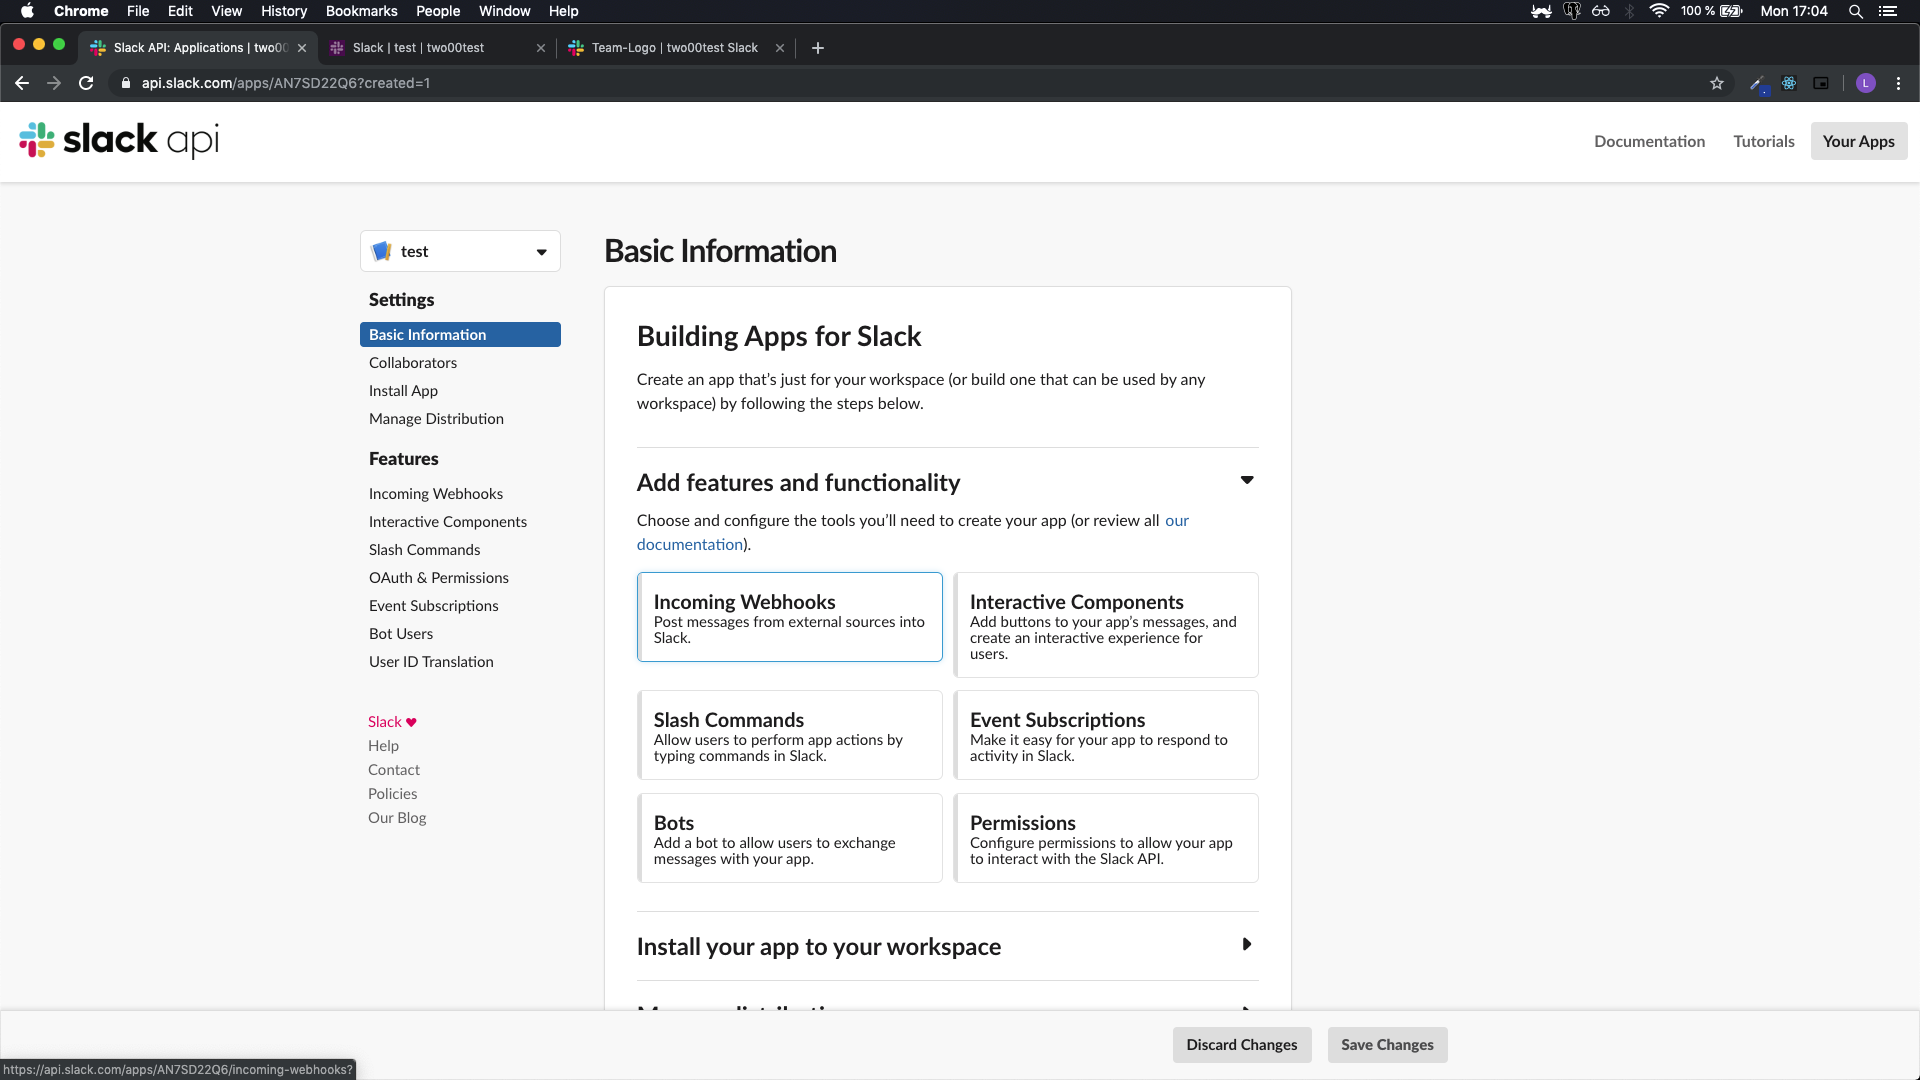 Chrome File Edit View History Bookmarks People Window Help 100 % Mon 17:04
Slack API: Applications | two00 Slack | test | two00test Team-Logo | two00test Slack
api.slack.com/apps/AN7SD22Q6?created=1 L
slack api Documentation Tutorials Your Apps
test
Settings
Basic Information
Collaborators
Install App
Manage Distribution
Features
Incoming Webhooks
Interactive Components
Slash Commands
OAuth & Permissions
Event Subscriptions
Bot Users
User ID Translation
Slack ♥
Help
Contact
Policies
Our Blog
Basic Information
Building Apps for Slack
Create an app that’s just for your workspace (or build one that can be used by any
workspace) by following the steps below.
Add features and functionality
Choose and configure the tools you’ll need to create your app (or review all our
documentation).
Incoming Webhooks
Post messages from external sources into
Slack.
Interactive Components
Add buttons to your app’s messages, and
create an interactive experience for
users.
Slash Commands
Allow users to perform app actions by
typing commands in Slack.
Event Subscriptions
Make it easy for your app to respond to
activity in Slack.
Bots
Add a bot to allow users to exchange
messages with your app.
Permissions
Configure permissions to allow your app
to interact with the Slack API.
Install your app to your workspace
Discard Changes Save Changes
https://api.slack.com/apps/AN7SD22Q6/incoming-webhooks?